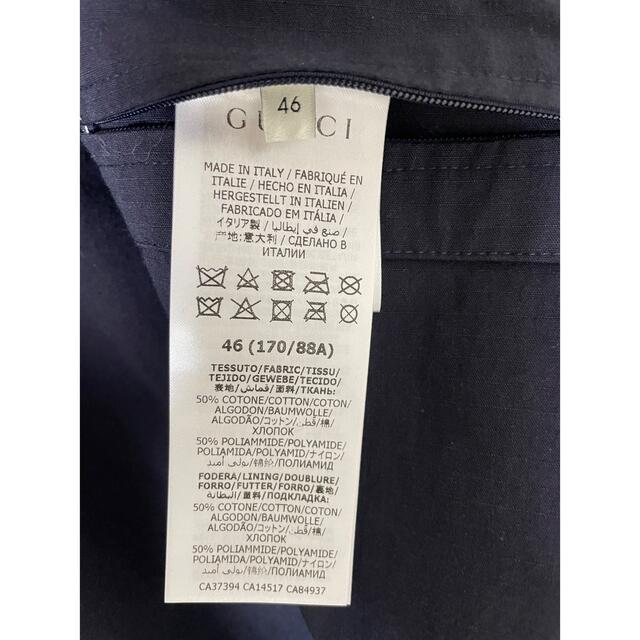 46
GUCCI
MADE IN ITALY / FABRIQUÉ EN
ITALIE / HECHO EN ITALIA /
HERGESTELLT IN ITALIEN /
FABRICADO EM ITÁLIA /
イタリア製 / صنع في إيطاليا /
产地:意大利 / СДЕЛАНО В
ИТАЛИИ
46 (170/88A)
TESSUTO/FABRIC/TISSU/
TEJIDO/GEWEBE/TECIDO/
表地/قماش/面料/ТКАНЬ:
50% COTONE/COTTON/COTON/
ALGODON/BAUMWOLLE/
ALGODÃO/コットン/قطن/棉/
ХЛОПОК
50% POLIAMMIDE/POLYAMIDE/
POLIAMIDA/POLYAMID/ナイロン/
بولي أميد/锦纶/ПОЛИАМИД
FODERA/LINING/DOUBLURE/
FORRO/FUTTER/FORRO/裏地/
البطانة/里料/ПОДКЛАДКА:
50% COTONE/COTTON/COTON/
ALGODON/BAUMWOLLE/
ALGODÃO/コットン/قطن/棉/
ХЛОПОК
50% POLIAMMIDE/POLYAMIDE/
POLIAMIDA/POLYAMID/ナイロン/
بولي أميد/锦纶/ПОЛИАМИД
CA37394 CA14517 CA84937